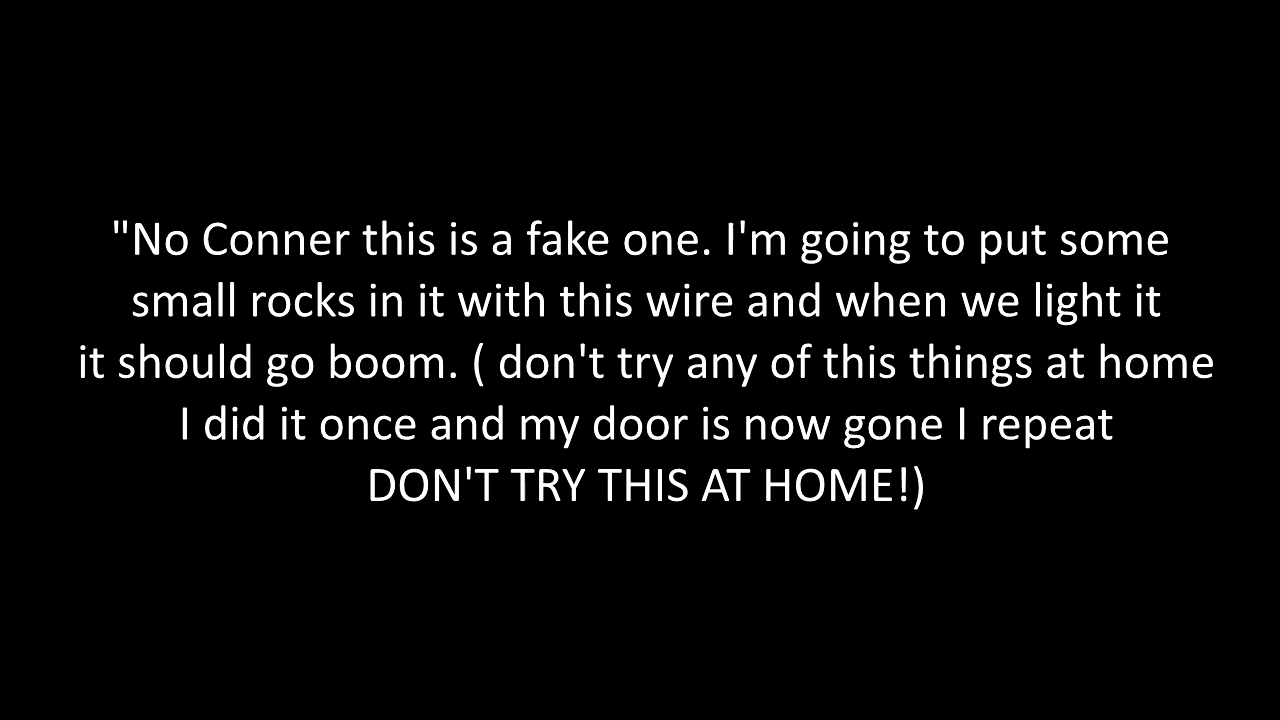 "No Conner this is a fake one. I'm going to put some
small rocks in it with this wire and when we light it
it should go boom. ( don't try any of this things at home
I did it once and my door is now gone I repeat
DON'T TRY THIS AT HOME!)